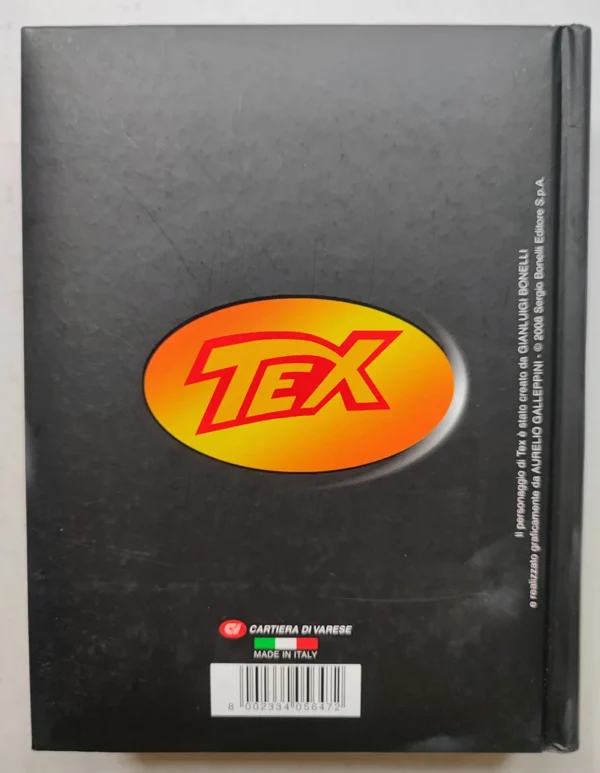 TEX
Il personaggio di Tex è stato creato da GIANLUIGI BONELLI
e realizzato graficamente da AURELIO GALLEPPINI - © 2008 Sergio Bonelli Editore S.p.A.
CV CARTIERA DI VARESE
MADE IN ITALY
8 002334 056472